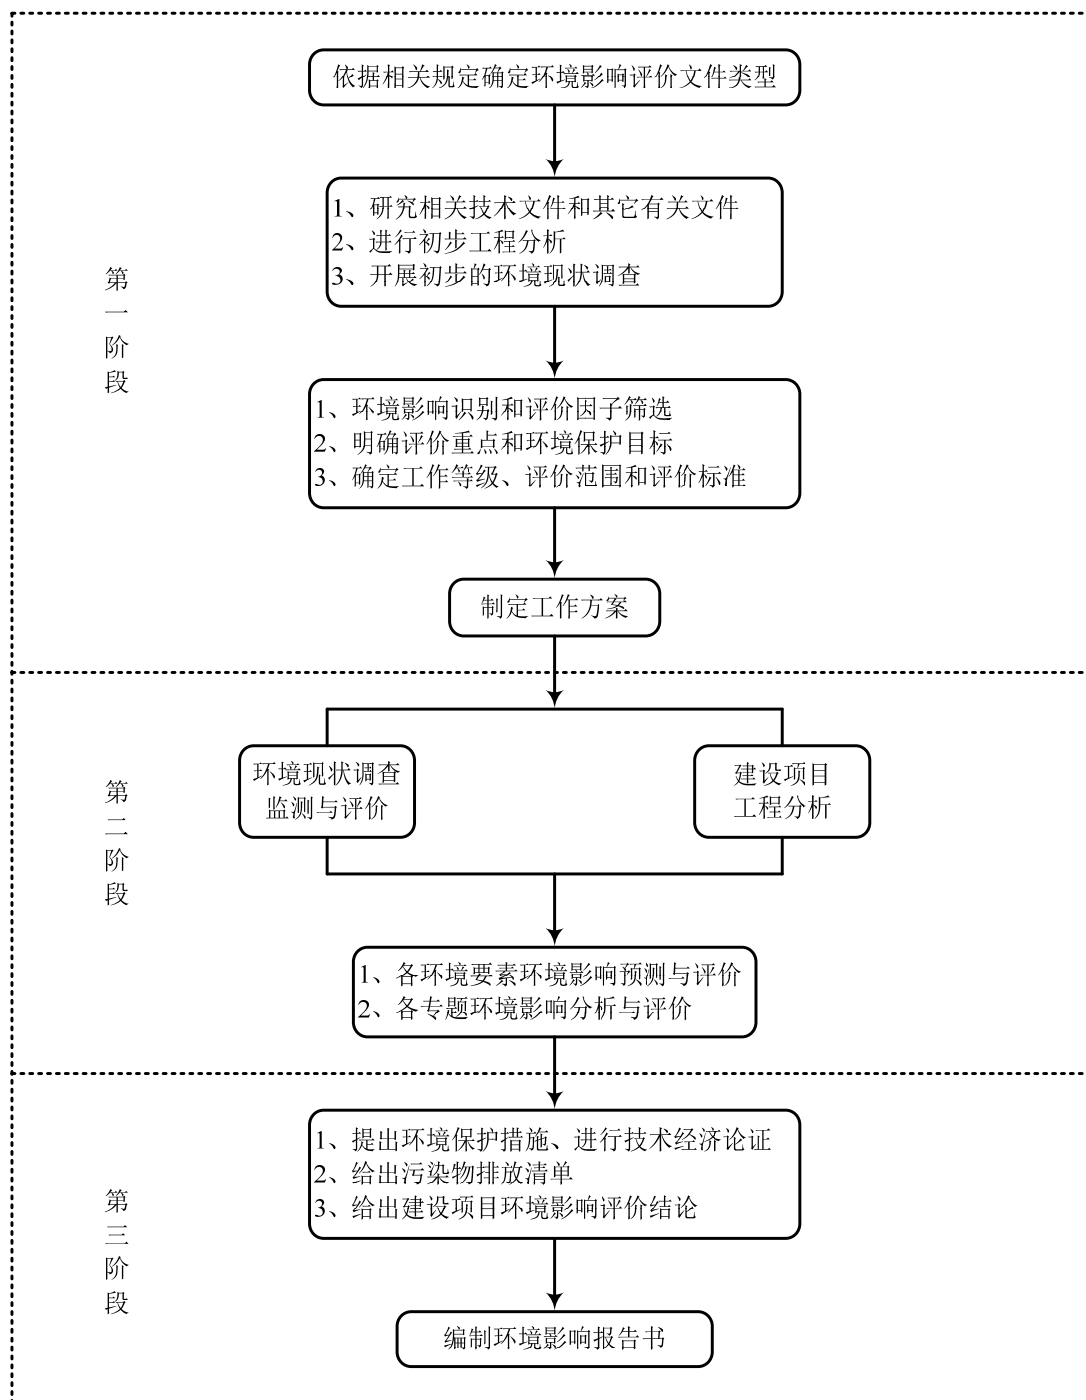 依据相关规定确定环境影响评价文件类型
1、研究相关技术文件和其它有关文件
2、进行初步工程分析
3、开展初步的环境现状调查
第
一
阶
段
1、环境影响识别和评价因子筛选
2、明确评价重点和环境保护目标
3、确定工作等级、评价范围和评价标准
制定工作方案
第
二
阶
段
环境现状调查
监测与评价
建设项目
工程分析
1、各环境要素环境影响预测与评价
2、各专题环境影响分析与评价
第
三
阶
段
1、提出环境保护措施、进行技术经济论证
2、给出污染物排放清单
3、给出建设项目环境影响评价结论
编制环境影响报告书